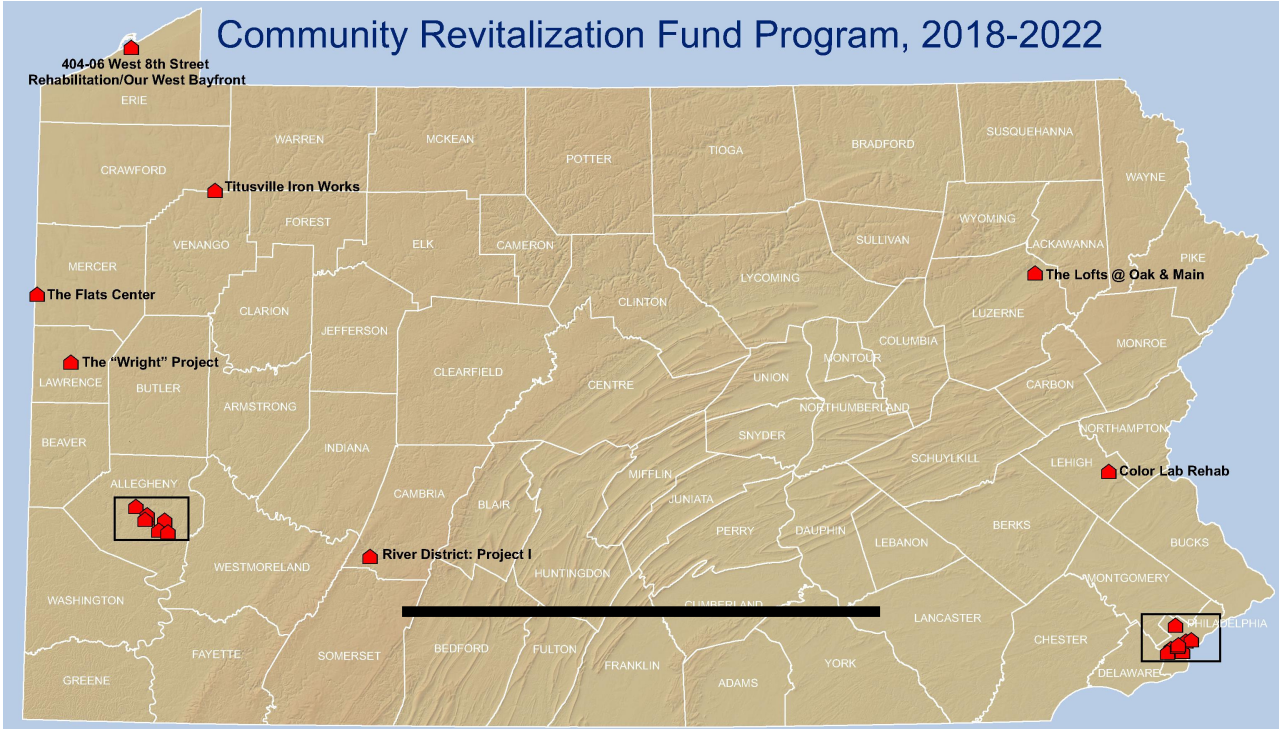 Community Revitalization Fund Program, 2018-2022
404-06 West 8th Street
Rehabilitation/Our West Bayfront
ERIE
WARREN
MCKEAN
POTTER
TIOGA
BRADFORD
SUSQUEHANNA
CRAWFORD
WAYNE
Titusville Iron Works
FOREST
WYOMING
VENANGO
ELK
CAMERON
SULLIVAN
LACKAWANNA
PIKE
MERCER
LYCOMING
The Lofts @ Oak & Main
The Flats Center
CLINTON
CLARION
LUZERNE
JEFFERSON
COLUMBIA
MONROE
The “Wright” Project
MONTOUR
LAWRENCE
BUTLER
CLEARFIELD
CENTRE
UNION
CARBON
ARMSTRONG
NORTHUMBERLAND
NORTHAMPTON
BEAVER
INDIANA
SNYDER
SCHUYLKILL
LEHIGH
Color Lab Rehab
ALLEGHENY
MIFFLIN
CAMBRIA
BLAIR
JUNIATA
PERRY
DAUPHIN
BERKS
LEBANON
BUCKS
River District: Project I
WESTMORELAND
HUNTINGDON
MONTGOMERY
WASHINGTON
CUMBERLAND
LANCASTER
PHILADELPHIA
CHESTER
FAYETTE
SOMERSET
BEDFORD
FULTON
FRANKLIN
YORK
DELAWARE
GREENE
ADAMS